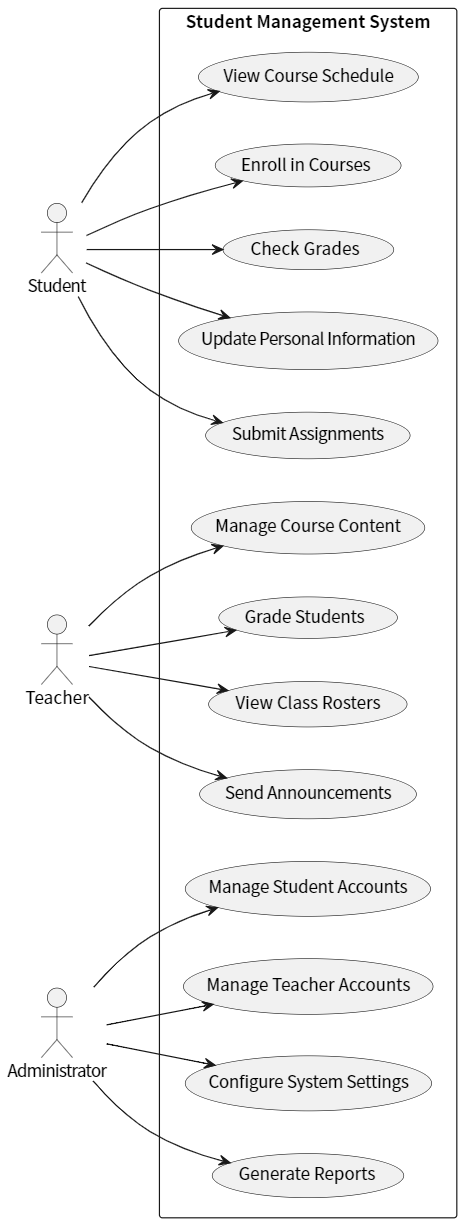 Student Management System
View Course Schedule
Enroll in Courses
Check Grades
Student
Update Personal Information
Submit Assignments
Manage Course Content
Grade Students
Teacher
View Class Rosters
Send Announcements
Manage Student Accounts
Manage Teacher Accounts
Administrator
Configure System Settings
Generate Reports